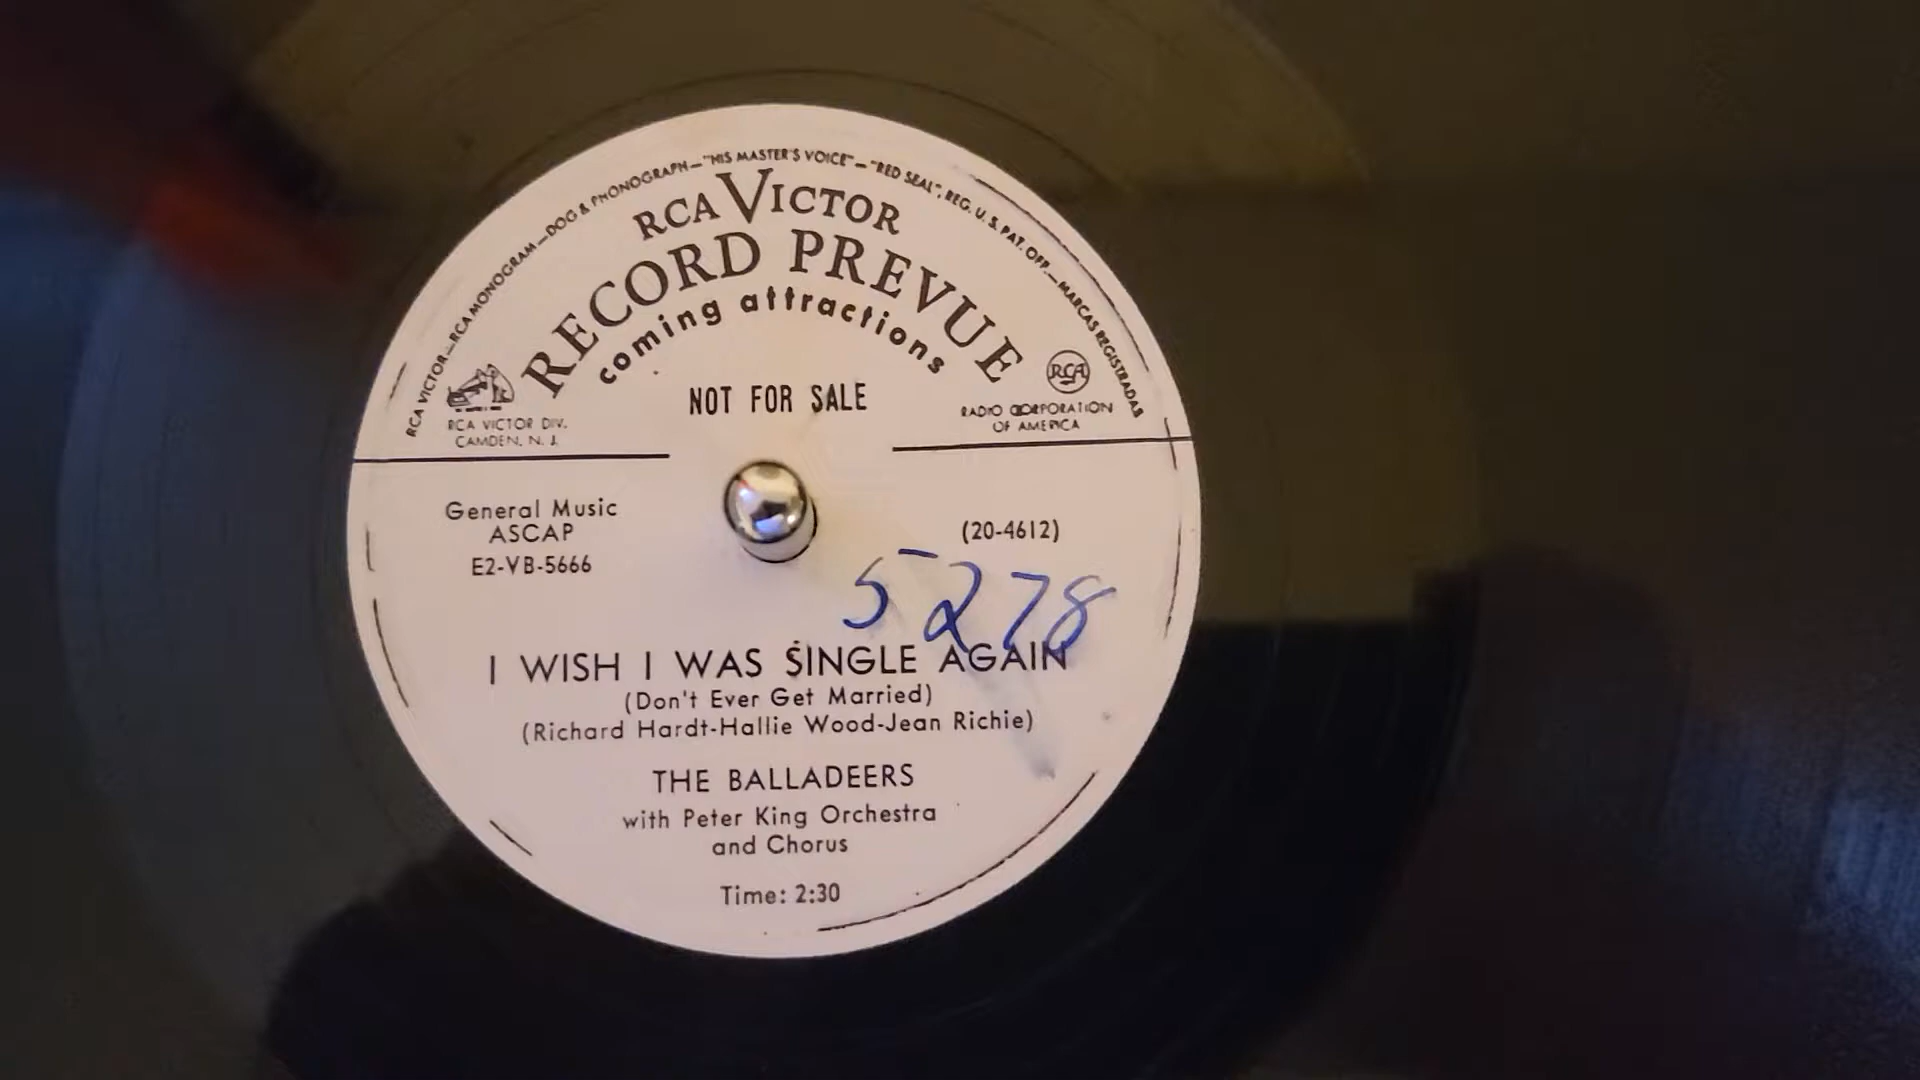 RCA VICTOR—RCA MONOGRAM—DOG & PHONOGRAPH—"HIS MASTER'S VOICE"—"RED SEAL", REG. U. S. PAT. OFF.—MARCAS REGISTRADAS
RCA VICTOR
RECORD PREVUE
coming attractions
NOT FOR SALE
RCA VICTOR DIV.
CAMDEN, N. J.
RCA
RADIO CORPORATION
OF AMERICA
General Music
ASCAP
E2-VB-5666
(20-4612)
5278
I WISH I WAS SINGLE AGAIN
(Don't Ever Get Married)
(Richard Hardt-Hallie Wood-Jean Richie)
THE BALLADEERS
with Peter King Orchestra
and Chorus
Time: 2:30